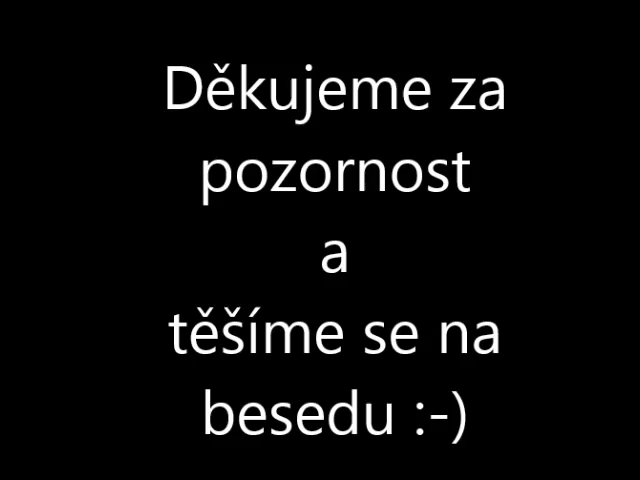 Děkujeme za
pozornost
a
těšíme se na
besedu :-)